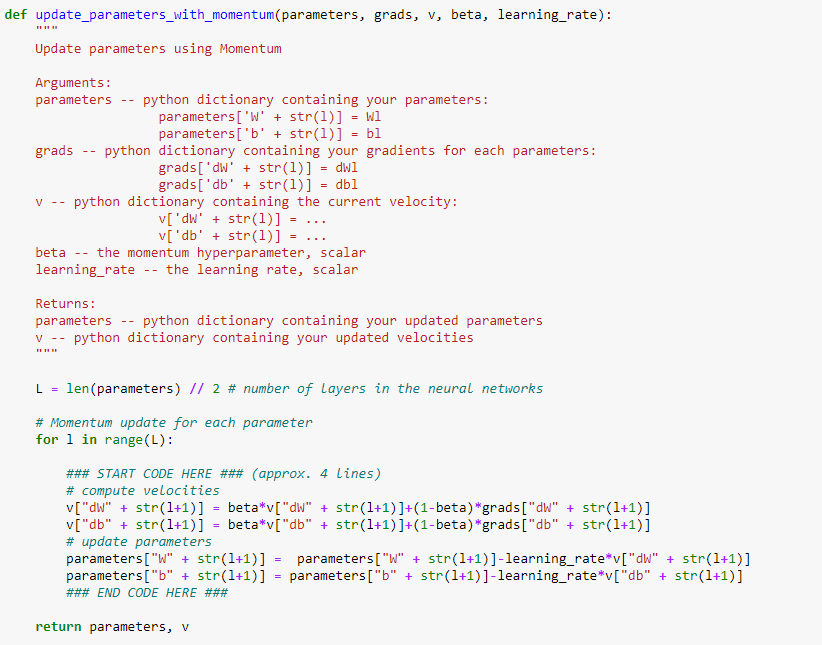 def update_parameters_with_momentum(parameters, grads, v, beta, learning_rate):
    """
    Update parameters using Momentum

    Arguments:
    parameters -- python dictionary containing your parameters:
                    parameters['W' + str(l)] = Wl
                    parameters['b' + str(l)] = bl
    grads -- python dictionary containing your gradients for each parameters:
                    grads['dW' + str(l)] = dWl
                    grads['db' + str(l)] = dbl
    v -- python dictionary containing the current velocity:
                    v['dW' + str(l)] = ...
                    v['db' + str(l)] = ...
    beta -- the momentum hyperparameter, scalar
    learning_rate -- the learning rate, scalar

    Returns:
    parameters -- python dictionary containing your updated parameters
    v -- python dictionary containing your updated velocities
    """

    L = len(parameters) // 2 # number of layers in the neural networks

    # Momentum update for each parameter
    for l in range(L):

        ### START CODE HERE ### (approx. 4 lines)
        # compute velocities
        v["dW" + str(l+1)] = beta*v["dW" + str(l+1)]+(1-beta)*grads["dW" + str(l+1)]
        v["db" + str(l+1)] = beta*v["db" + str(l+1)]+(1-beta)*grads["db" + str(l+1)]
        # update parameters
        parameters["W" + str(l+1)] =  parameters["W" + str(l+1)]-learning_rate*v["dW" + str(l+1)]
        parameters["b" + str(l+1)] = parameters["b" + str(l+1)]-learning_rate*v["db" + str(l+1)]
        ### END CODE HERE ###

    return parameters, v